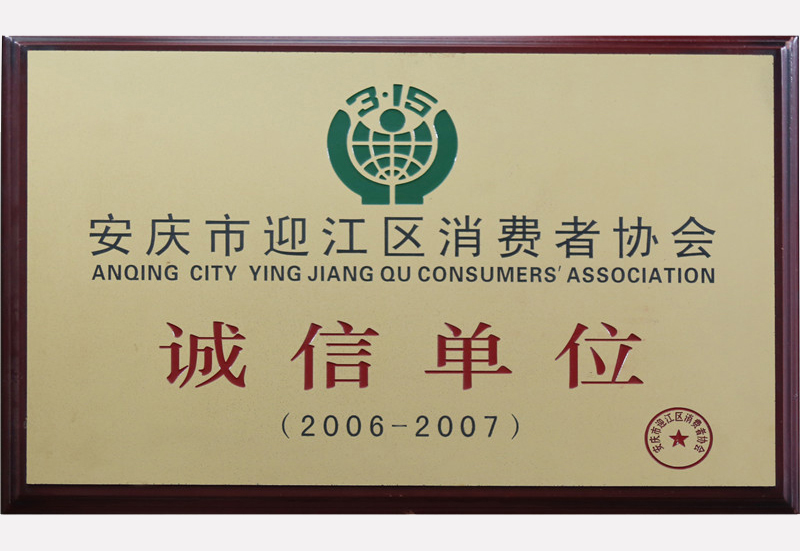 3·15
安庆市迎江区消费者协会
ANQING CITY YING JIANG QU CONSUMERS' ASSOCIATION
诚信单位
(2006-2007)
安庆市迎江区消费者协会